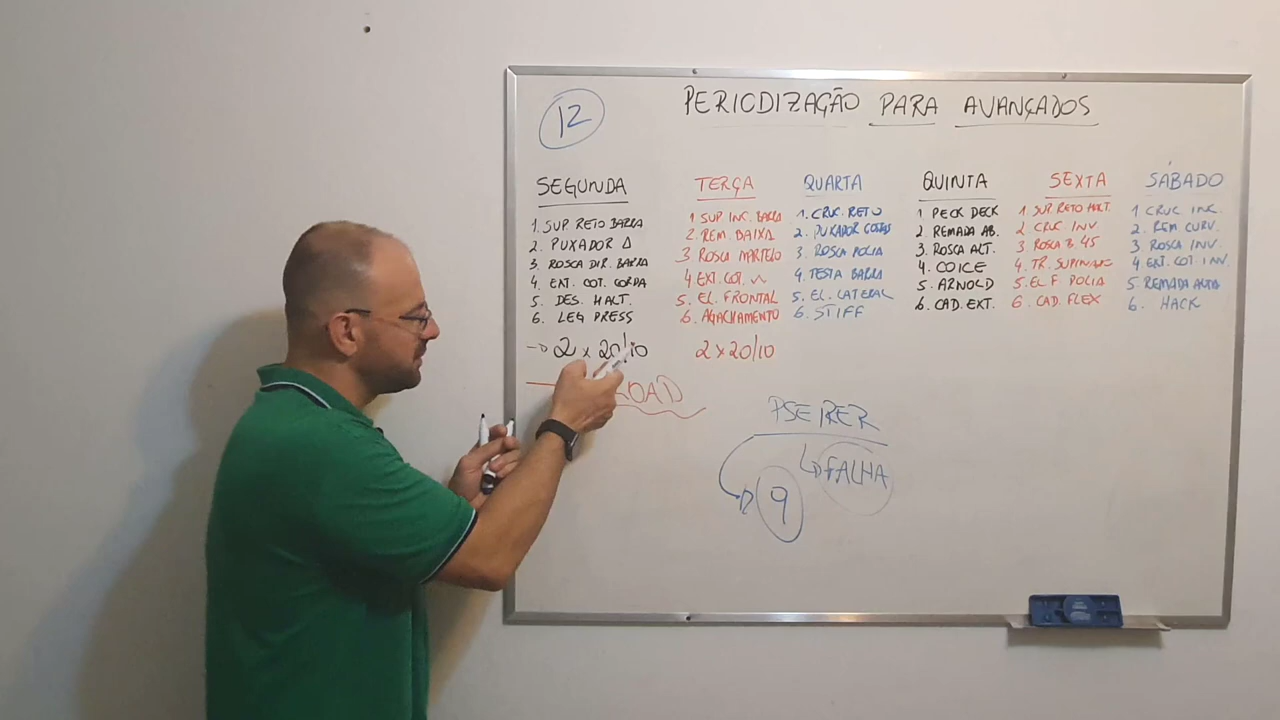 12
PERIODIZAÇÃO PARA AVANÇADOS
SEGUNDA
1. SUP. RETO BARRA
2. PUXADOR Δ
3. ROSCA DIR. BARRA
4. EXT. COT. CORDA
5. DES. HALT.
6. LEG PRESS
→ 2 x 20/10
LOAD
TERÇA
1 SUP. INC. BARRA
2. REM. BAIXA
3 ROSCA MARTELO
4 EXT. COT. ^
5. EL. FRONTAL
6. AGACHAMENTO
2 x 20/10
QUARTA
1. CRUC. RETO
2. PUXADOR COSTAS
3. ROSCA POLIA
4. TESTA BARRA
5. EL. LATERAL
6. STIFF
QUINTA
1 PECK DECK
2. REMADA AB.
3. ROSCA ALT.
4. COICE
5. ARNOLD
6. CAD. EXT.
SEXTA
1 SUP. RETO HALT.
2 CRUC. INV
3 ROSCA B. 45
4. TR. SUPINADO
5. EL F POLIA
6 CAD. FLEX
SÁBADO
1 CRUC INC.
2. REM CURV.
3 ROSCA INV.
4 EXT. COT. INV.
5 REMADA ALTA
6. HACK
PSE RER
FALHA
9